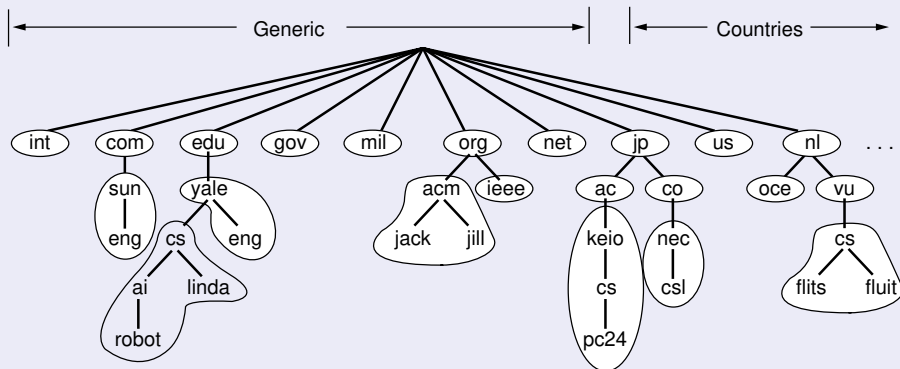 Generic Countries
int com edu gov mil org net jp us nl ...
sun yale acm ieee ac co oce vu
eng cs eng jack jill keio nec cs
ai linda cs csl flits fluit
robot pc24